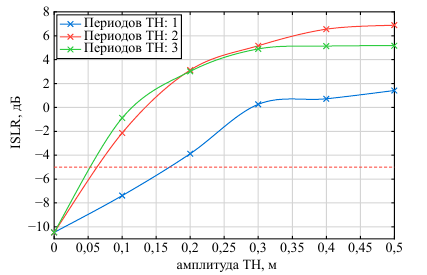 8
6
4
2
0
−2
−4
−6
−8
−10
ISLR, дБ
Периодов ТН: 1
Периодов ТН: 2
Периодов ТН: 3
0 0,05 0,1 0,15 0,2 0,25 0,3 0,35 0,4 0,45 0,5
амплитуда ТН, м